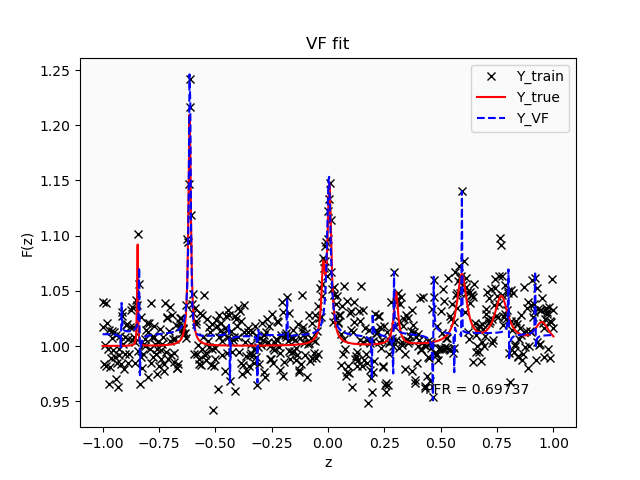 VF fit
Y_train
Y_true
Y_VF
1.25
1.20
1.15
1.10
1.05
1.00
0.95
F(z)
FR = 0.69737
−1.00 −0.75 −0.50 −0.25 0.00 0.25 0.50 0.75 1.00
z